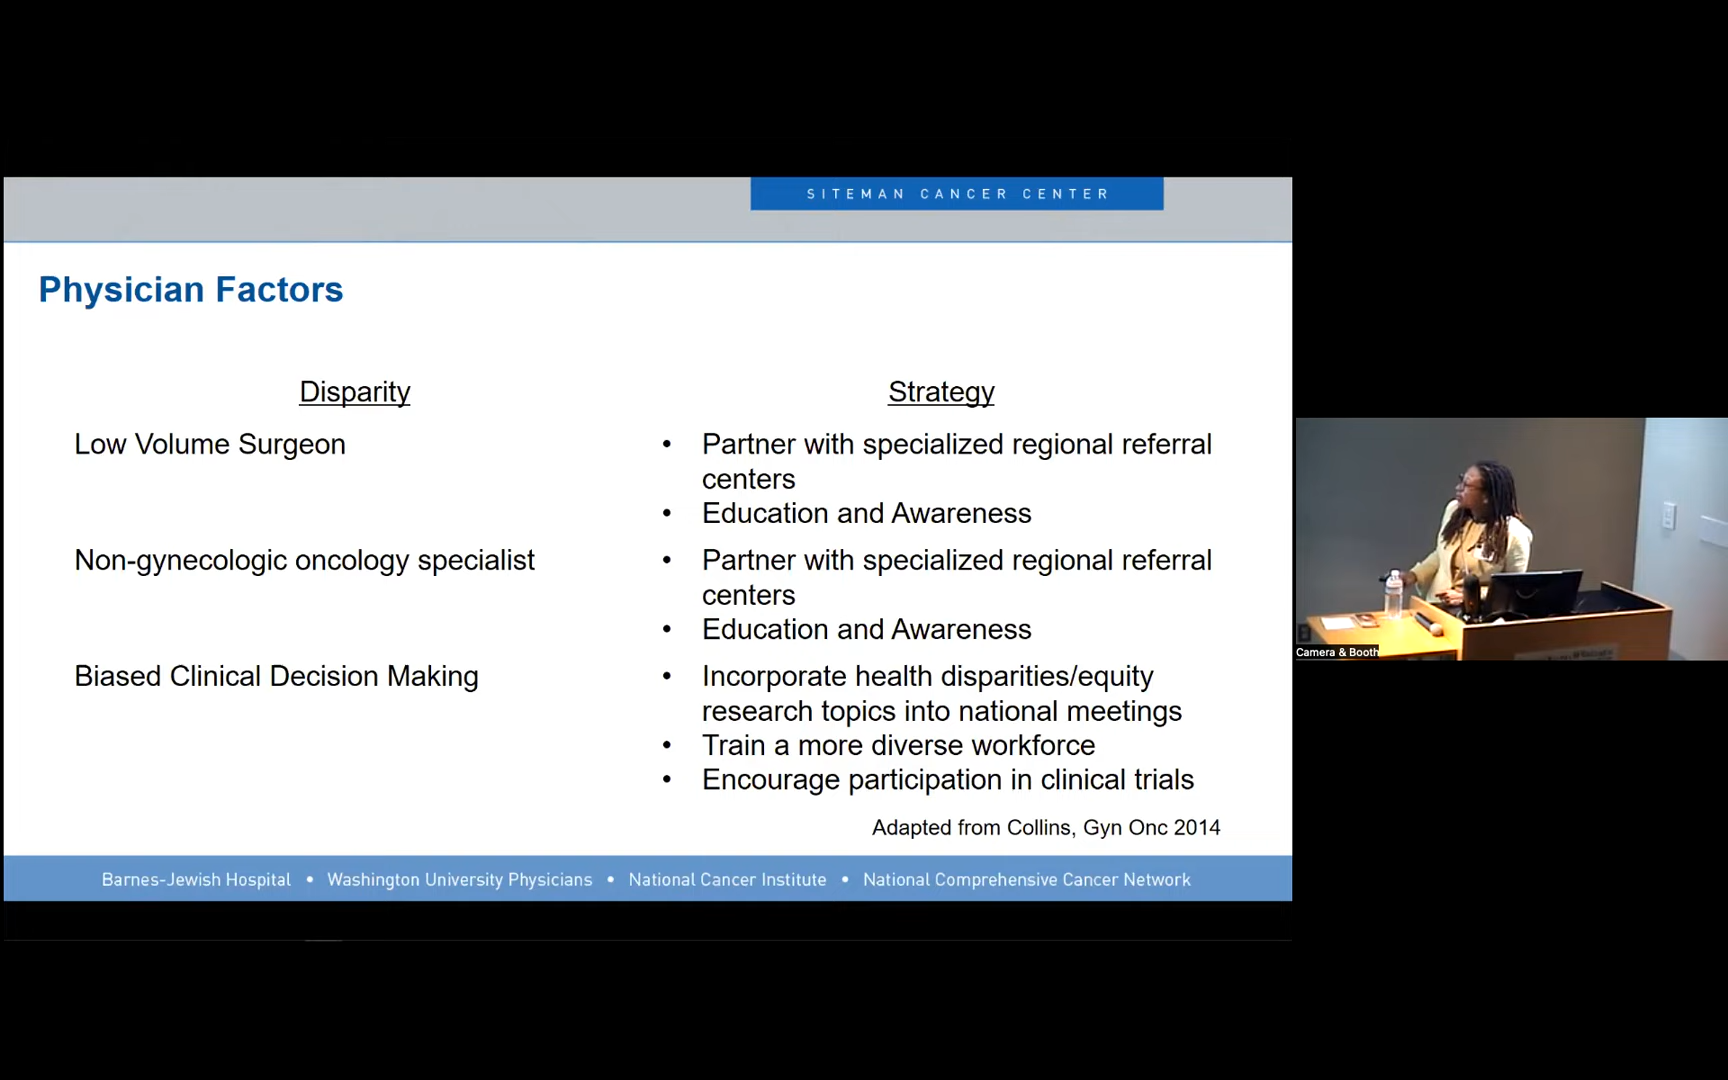 SITEMAN CANCER CENTER
Physician Factors
Disparity
Strategy
Low Volume Surgeon
• Partner with specialized regional referral
centers
• Education and Awareness
Non-gynecologic oncology specialist
• Partner with specialized regional referral
centers
• Education and Awareness
Biased Clinical Decision Making
• Incorporate health disparities/equity
research topics into national meetings
• Train a more diverse workforce
• Encourage participation in clinical trials
Adapted from Collins, Gyn Onc 2014
Barnes-Jewish Hospital • Washington University Physicians • National Cancer Institute • National Comprehensive Cancer Network
Camera & Booth